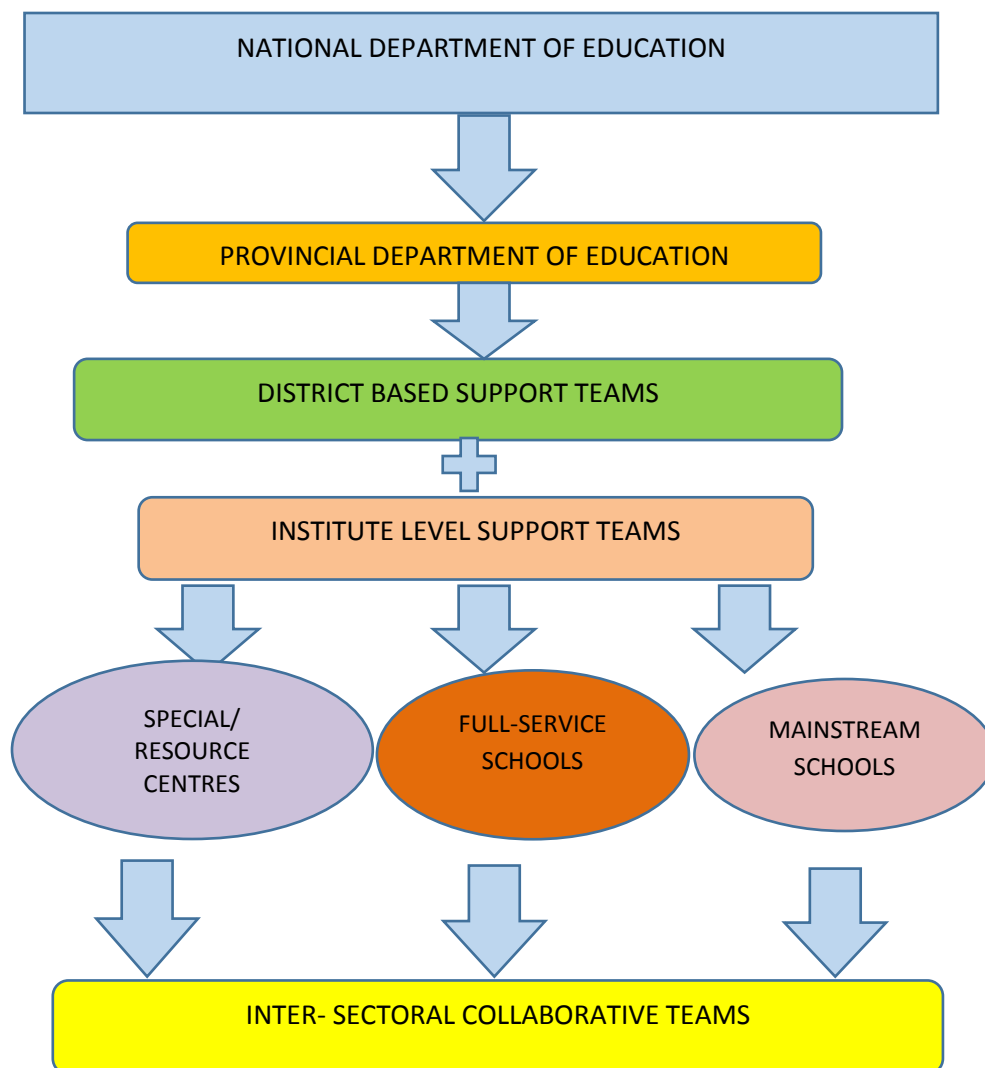 NATIONAL DEPARTMENT OF EDUCATION
PROVINCIAL DEPARTMENT OF EDUCATION
DISTRICT BASED SUPPORT TEAMS
INSTITUTE LEVEL SUPPORT TEAMS
SPECIAL/
RESOURCE
CENTRES
FULL-SERVICE
SCHOOLS
MAINSTREAM
SCHOOLS
INTER- SECTORAL COLLABORATIVE TEAMS